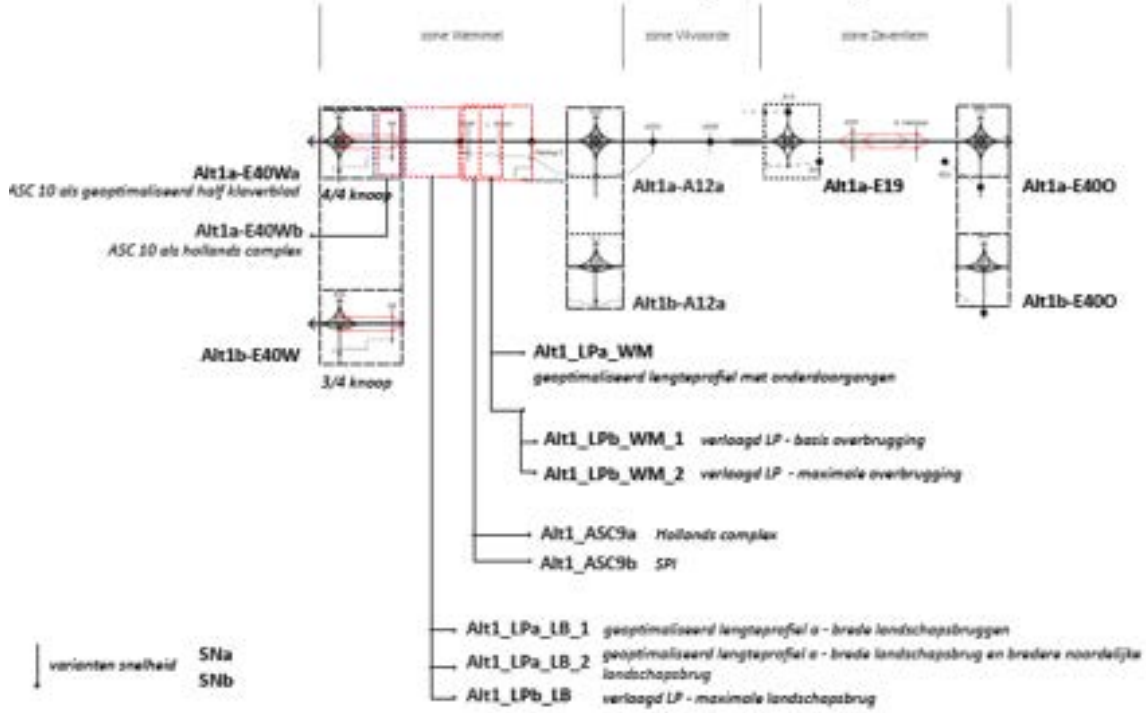 zone Wemmel
zone Vilvoorde
zone Zaventem
Alt1a-E40Wa
ASC 10 als geoptimaliseerd half klaverblad
4/4 knoop
Alt1a-E40Wb
ASC 10 als hollands complex
Alt1a-A12a
Alt1a-E19
Alt1a-E40O
Alt1b-A12a
Alt1b-E40O
Alt1b-E40W
3/4 knoop
Alt1_LPa_WM
geoptimaliseerd lengteprofiel met onderdoorgangen
Alt1_LPb_WM_1 verlaagd LP - basis overbrugging
Alt1_LPb_WM_2 verlaagd LP - maximale overbrugging
Alt1_ASC9a Hollands complex
Alt1_ASC9b SPI
Alt1_LPa_LB_1 geoptimaliseerd lengteprofiel a - brede landschapsbruggen
Alt1_LPa_LB_2 geoptimaliseerd lengteprofiel a - brede landschapsbrug en bredere noordelijke
landschapsbrug
Alt1_LPb_LB verlaagd LP - maximale landschapsbrug
varianten snelheid
SNa
SNb